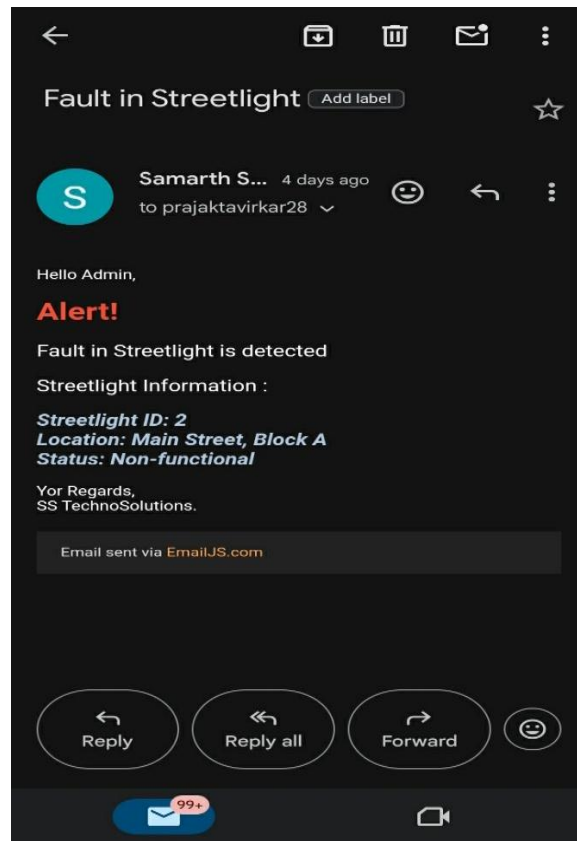 Fault in Streetlight Add label
S
Samarth S... 4 days ago
to prajaktavirkar28
Hello Admin,
Alert!
Fault in Streetlight is detected
Streetlight Information :
Streetlight ID: 2
Location: Main Street, Block A
Status: Non-functional
Yor Regards,
SS TechnoSolutions.
Email sent via EmailJS.com
Reply
Reply all
Forward
99+